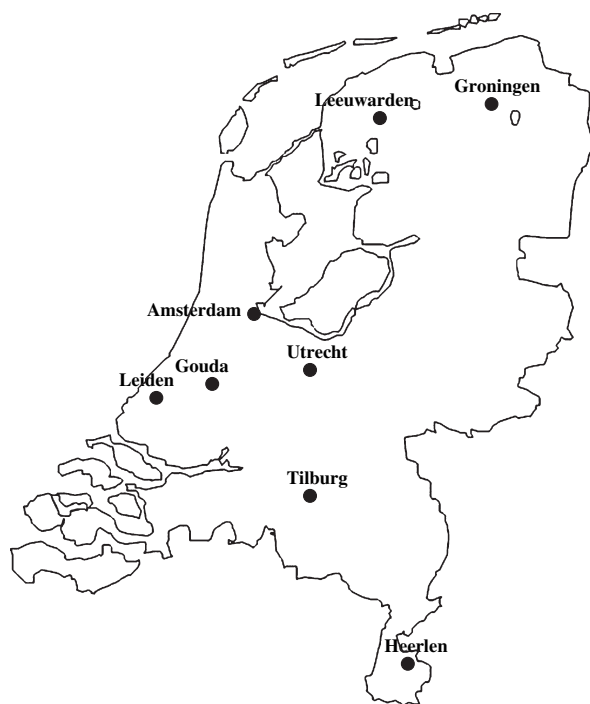 Groningen
Leeuwarden
Amsterdam
Utrecht
Gouda
Leiden
Tilburg
Heerlen